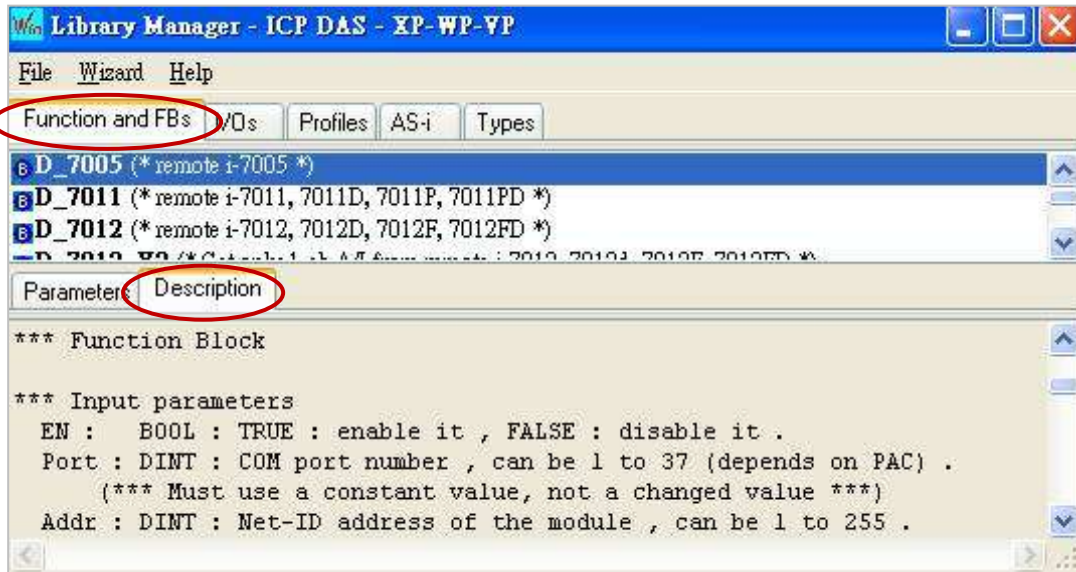 Win Library Manager - ICP DAS - XP-WP-VP
File Wizard Help
Function and FBs I/Os Profiles AS-i Types
B D_7005 (* remote i-7005 *)
B D_7011 (* remote i-7011, 7011D, 7011P, 7011PD *)
B D_7012 (* remote i-7012, 7012D, 7012F, 7012FD *)
Parameters Description
*** Function Block
*** Input parameters
EN : BOOL : TRUE : enable it , FALSE : disable it .
Port : DINT : COM port number , can be 1 to 37 (depends on PAC) .
(*** Must use a constant value, not a changed value ***)
Addr : DINT : Net-ID address of the module , can be 1 to 255 .